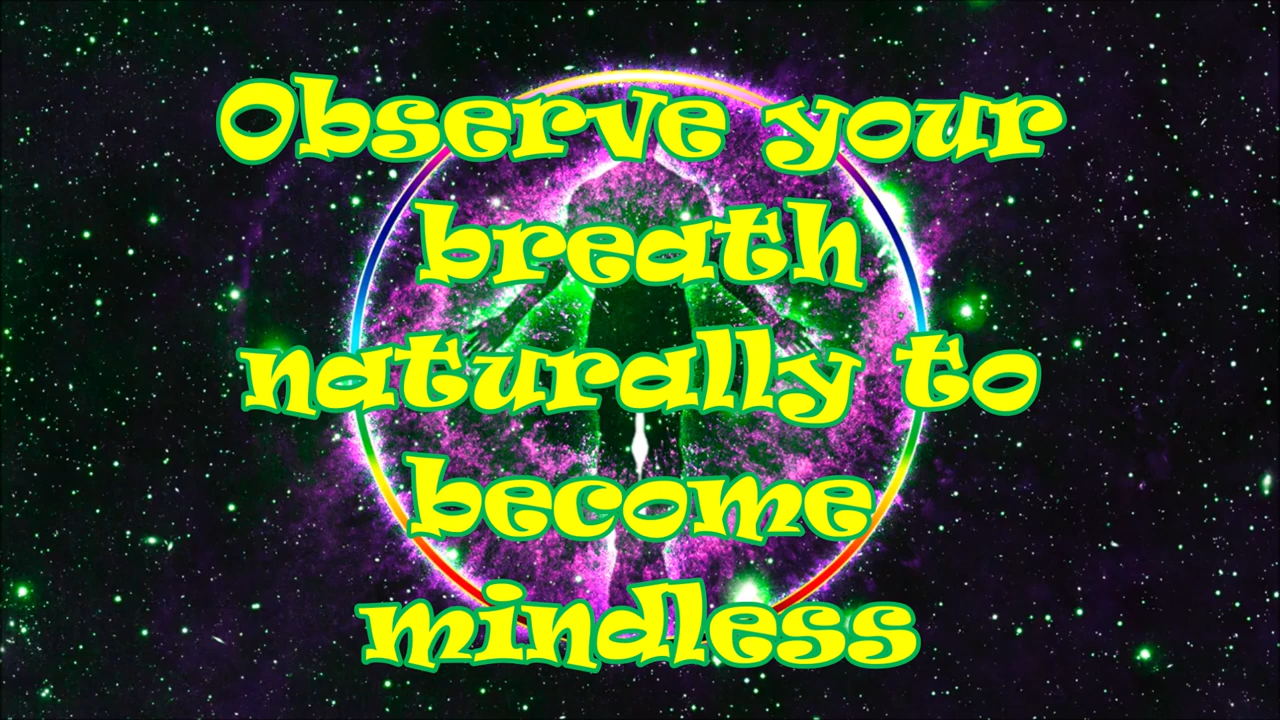 Observe your
breath
naturally to
become
mindless